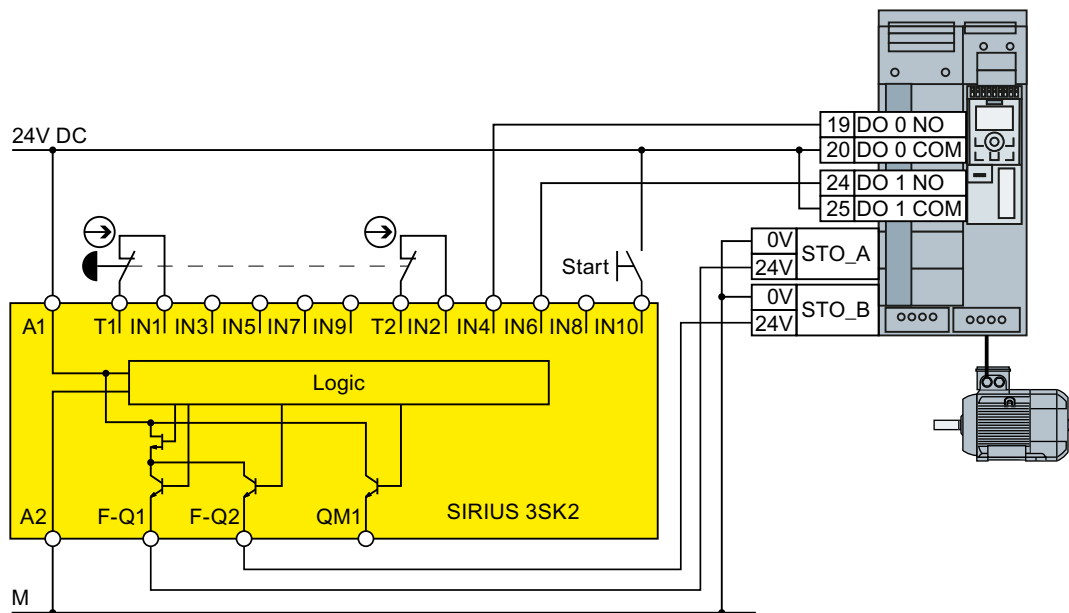 19 DO 0 NO
24V DC
20 DO 0 COM
24 DO 1 NO
25 DO 1 COM
0V
STO_A
24V
Start
0V
STO_B
24V
A1 T1 IN1 IN3 IN5 IN7 IN9 T2 IN2 IN4 IN6 IN8 IN10
Logic
A2 F-Q1 F-Q2 QM1 SIRIUS 3SK2
M